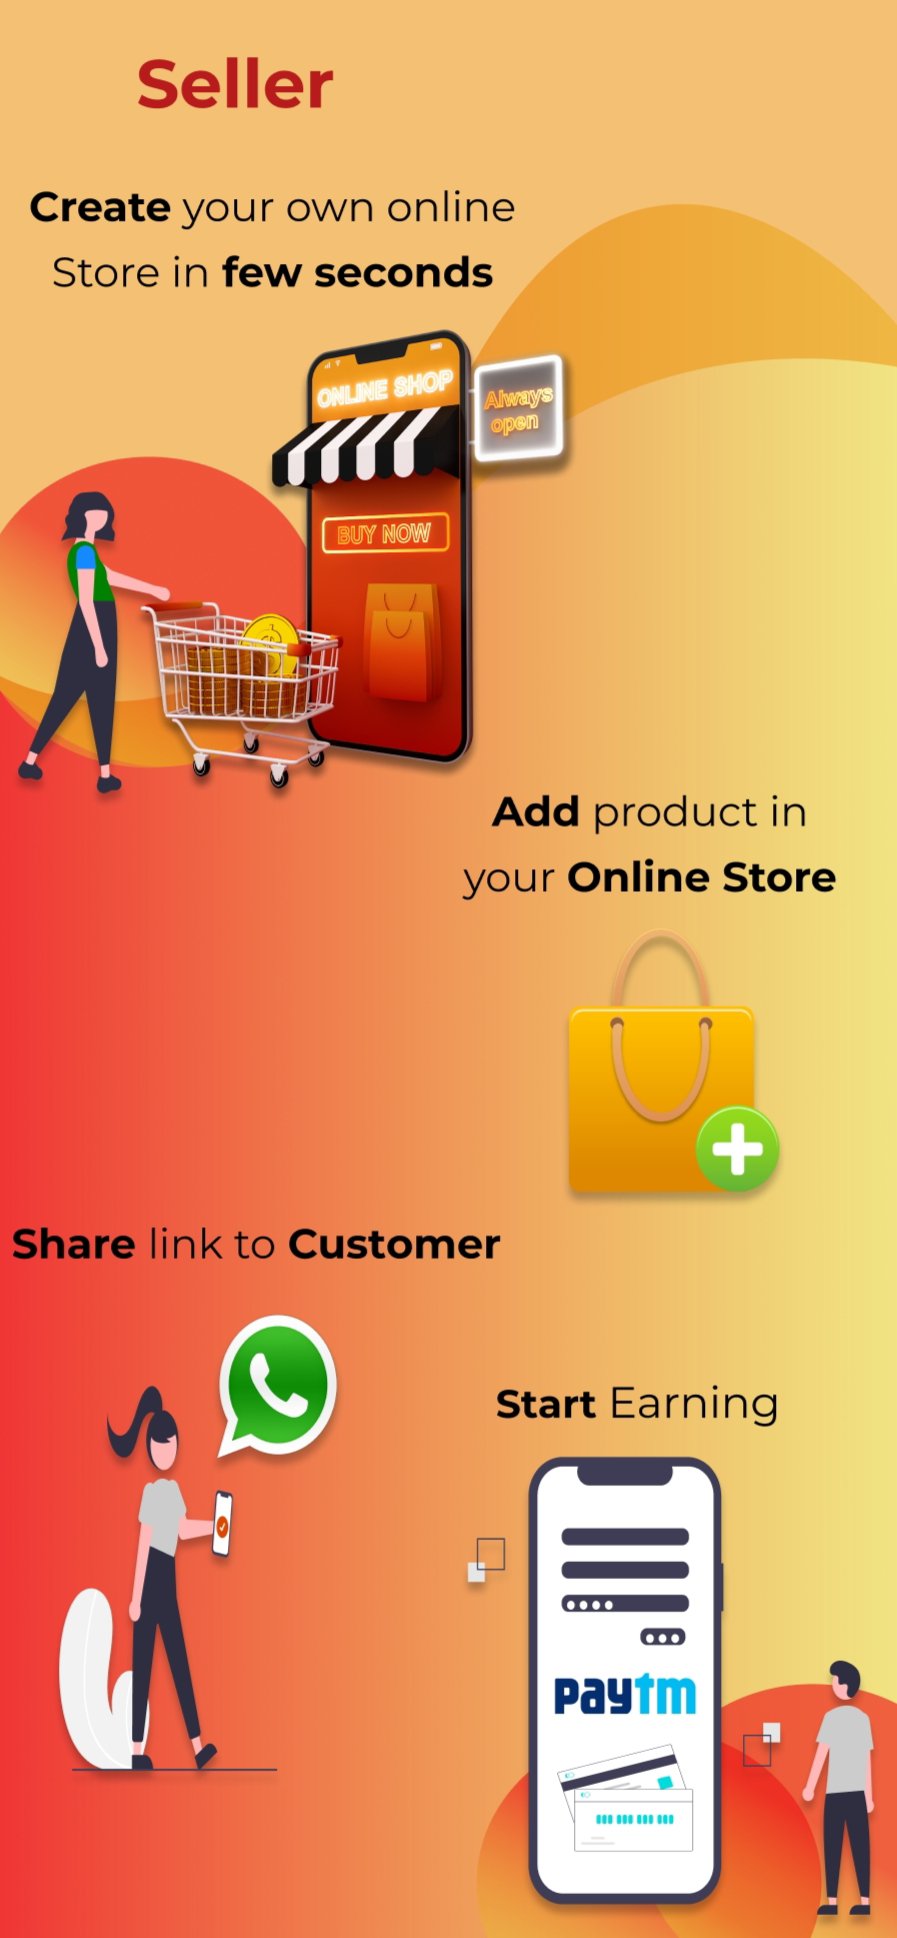 Seller
Create your own online
Store in few seconds
ONLINE SHOP
Always
open
BUY NOW
Add product in
your Online Store
Share link to Customer
Start Earning
paytm